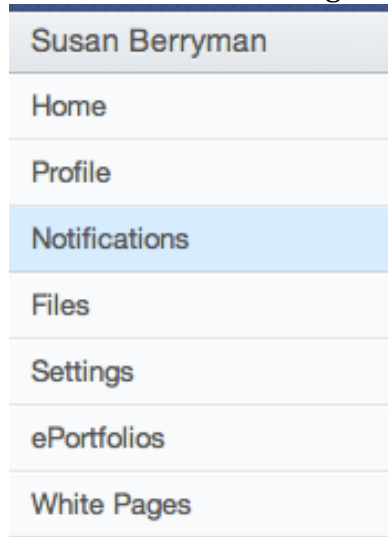 Susan Berryman
Home
Profile
Notifications
Files
Settings
ePortfolios
White Pages